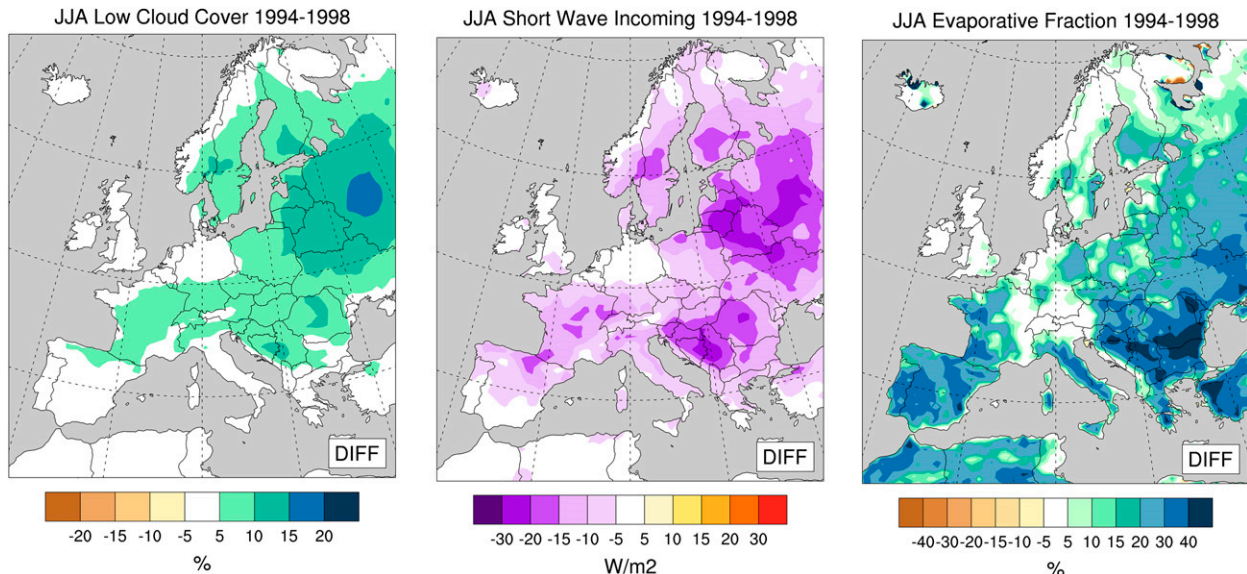 JJA Low Cloud Cover 1994-1998
DIFF
-20 -15 -10 -5 5 10 15 20
%
JJA Short Wave Incoming 1994-1998
DIFF
-30 -20 -15 -10 -5 5 10 15 20 30
W/m2
JJA Evaporative Fraction 1994-1998
DIFF
-40 -30 -20 -15 -10 -5 5 10 15 20 30 40
%